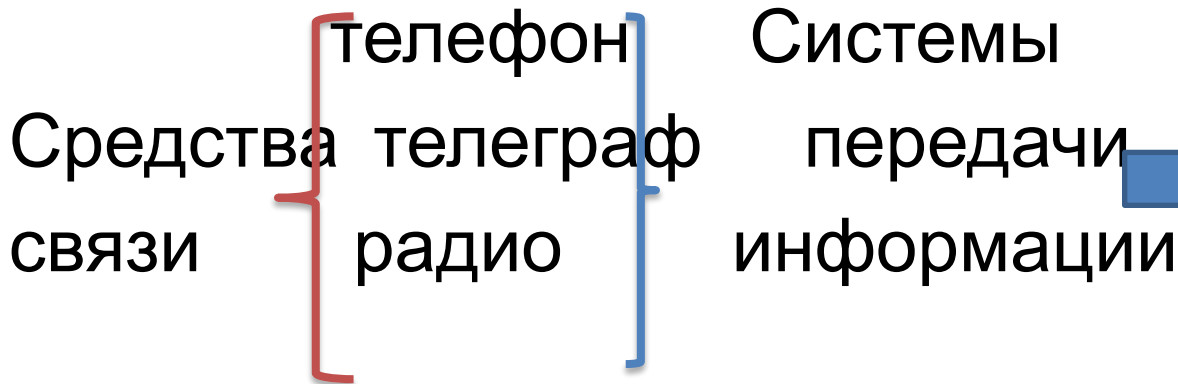 телефон Системы
Средства телеграф передачи
связи радио информации